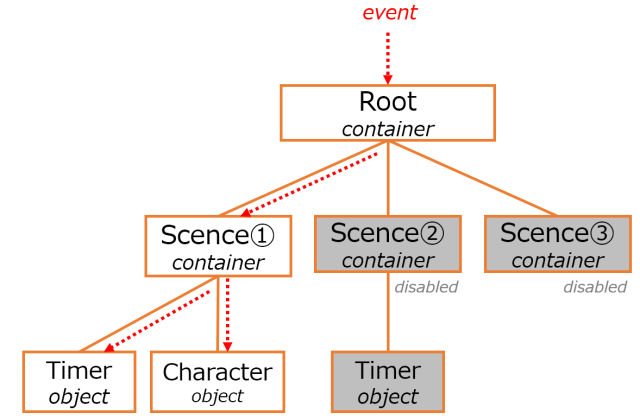 event
Root
container
Scence①
container
Scence②
container
disabled
Scence③
container
disabled
Timer
object
Character
object
Timer
object